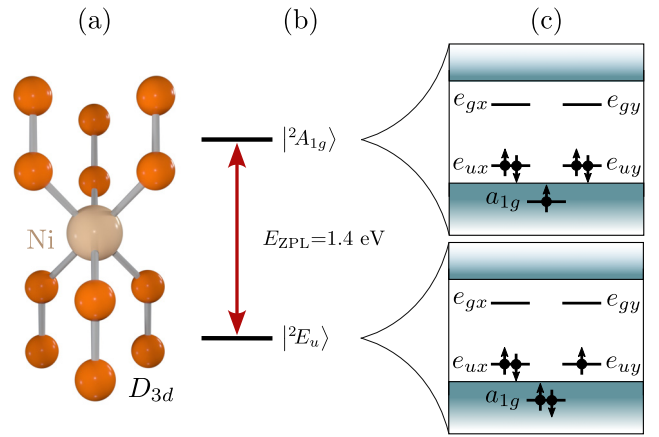 (a)
(b)
(c)
Ni
D3d
|²A1g⟩
EZPL=1.4 eV
|²Eu⟩
egx egy
eux euy
a1g
egx egy
eux euy
a1g